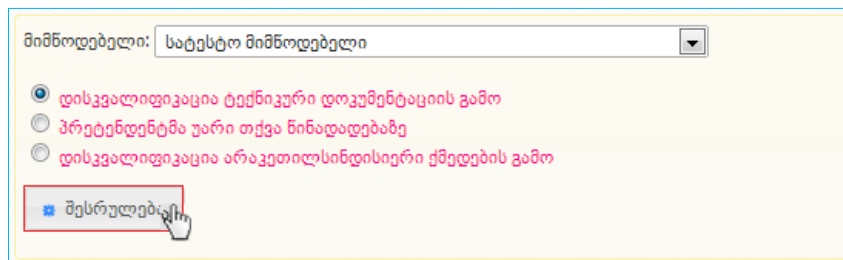 მიმწოდებელი: სატესტო მიმწოდებელი
დისკვალიფიკაცია ტექნიკური დოკუმენტაციის გამო
პრეტენდენტმა უარი თქვა წინადადებაზე
დისკვალიფიკაცია არაკეთილსინდისიერი ქმედების გამო
შესრულება